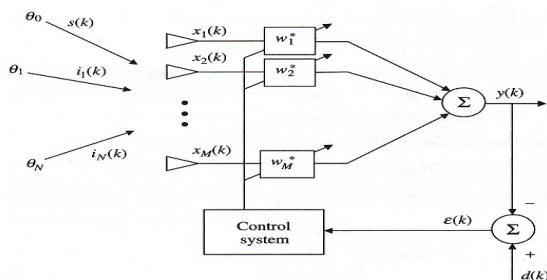 θ0
s(k)
θ1
i1(k)
θN
iN(k)
x1(k)
x2(k)
xM(k)
w1*
w2*
wM*
Σ
y(k)
−
ε(k)
Σ
+
d(k)
Control
system